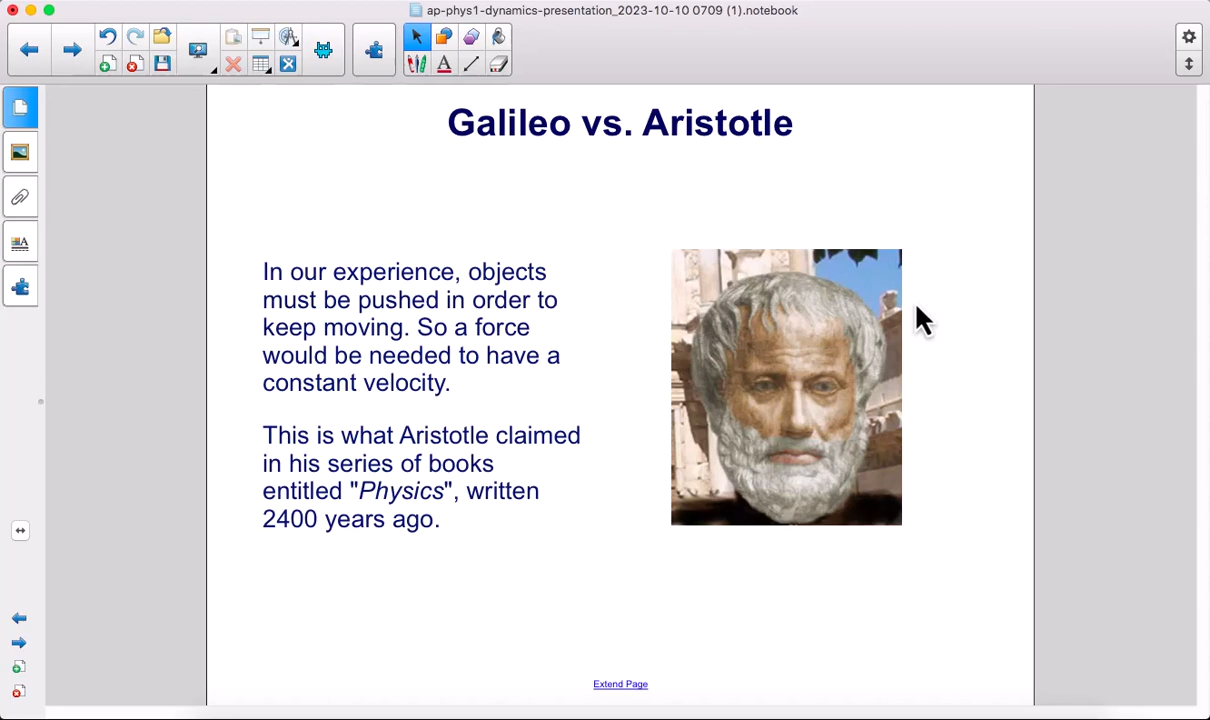 ap-phys1-dynamics-presentation_2023-10-10 0709 (1).notebook
Galileo vs. Aristotle
In our experience, objects
must be pushed in order to
keep moving. So a force
would be needed to have a
constant velocity.
This is what Aristotle claimed
in his series of books
entitled "Physics", written
2400 years ago.
Extend Page